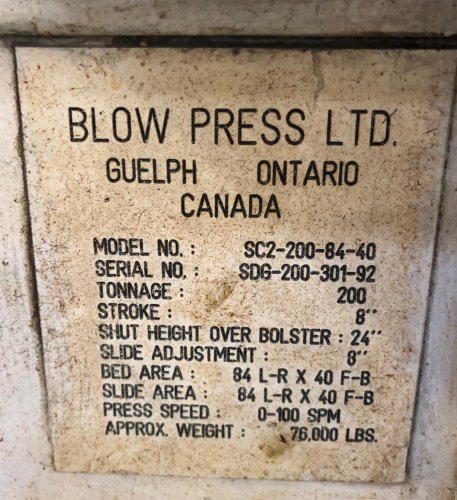 BLOW PRESS LTD.
GUELPH ONTARIO
CANADA
MODEL NO. : SC2-200-84-40
SERIAL NO. : SDG-200-301-92
TONNAGE : 200
STROKE : 8"
SHUT HEIGHT OVER BOLSTER : 24"
SLIDE ADJUSTMENT : 8"
BED AREA : 84 L-R X 40 F-B
SLIDE AREA : 84 L-R X 40 F-B
PRESS SPEED : 0-100 SPM
APPROX. WEIGHT : 76,000 LBS.